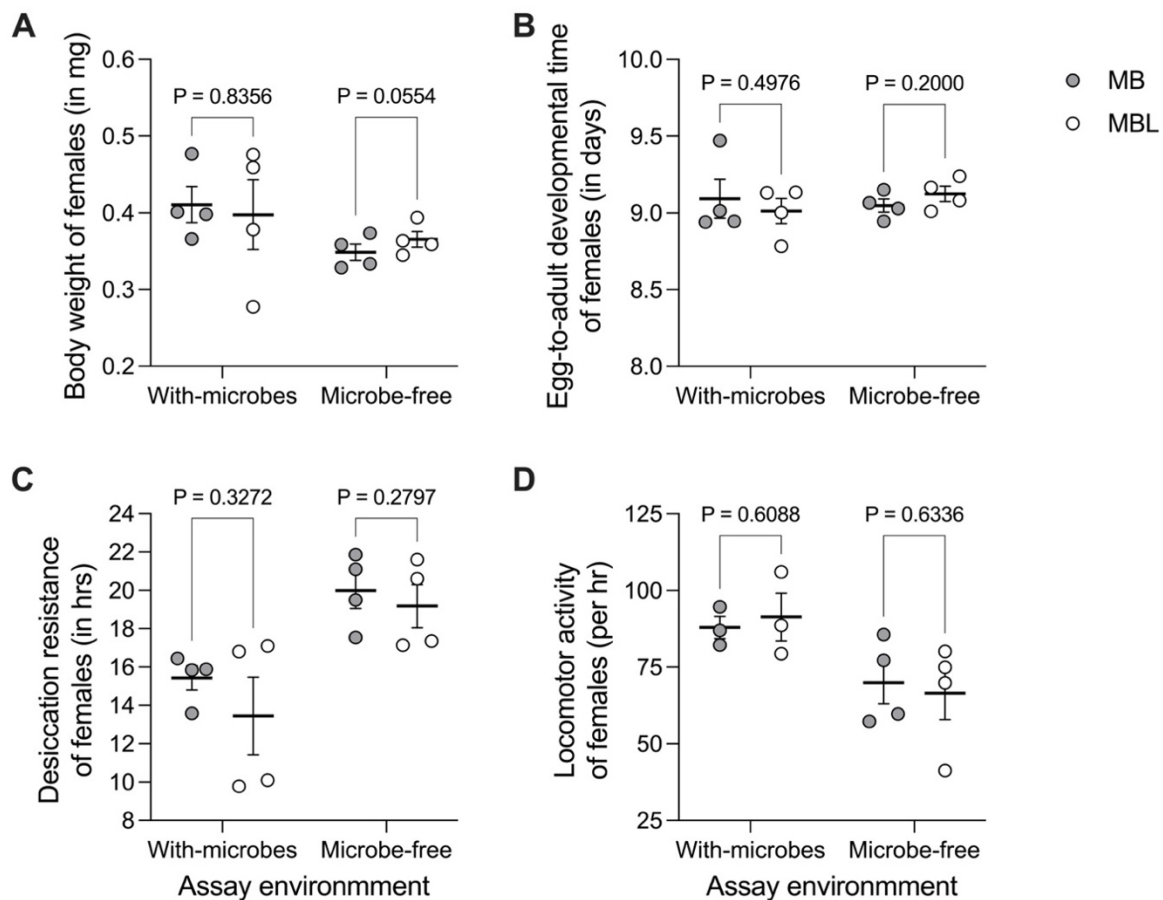 A
Body weight of females (in mg)
0.6
0.5
0.4
0.3
0.2
P = 0.8356
P = 0.0554
With-microbes
Microbe-free
B
Egg-to-adult developmental time
of females (in days)
10.0
9.5
9.0
8.5
8.0
P = 0.4976
P = 0.2000
With-microbes
Microbe-free
MB
MBL
C
Desiccation resistance
of females (in hrs)
24
22
20
18
16
14
12
10
8
P = 0.3272
P = 0.2797
With-microbes
Microbe-free
Assay environmment
D
Locomotor activity
of females (per hr)
125
100
75
50
25
P = 0.6088
P = 0.6336
With-microbes
Microbe-free
Assay environmment